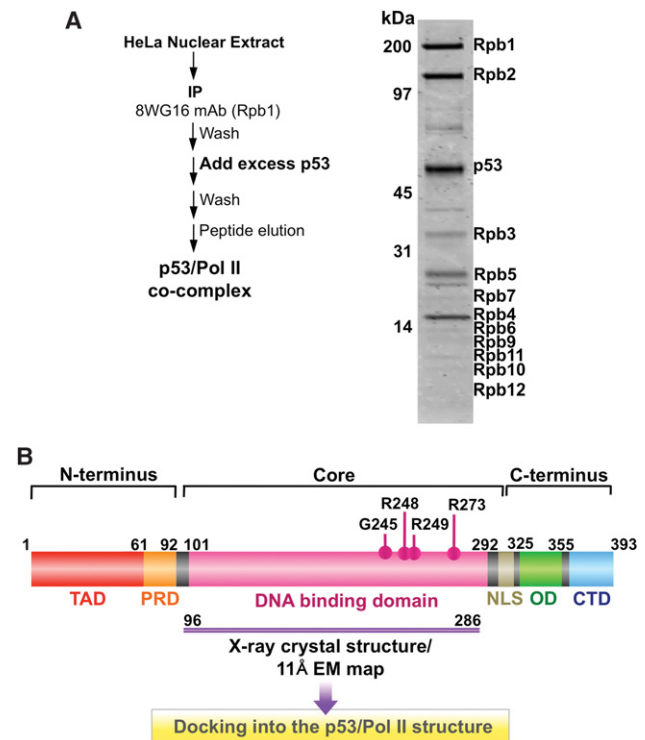 A
HeLa Nuclear Extract
IP
8WG16 mAb (Rpb1)
Wash
Add excess p53
Wash
Peptide elution
p53/Pol II
co-complex
kDa
200
97
45
31
14
Rpb1
Rpb2
p53
Rpb3
Rpb5
Rpb7
Rpb4
Rpb6
Rpb9
Rpb11
Rpb10
Rpb12
B
N-terminus Core C-terminus
R248 R273
G245 R249
1 61 92 101 292 325 355 393
TAD PRD DNA binding domain NLS OD CTD
96 286
X-ray crystal structure/
11Å EM map
Docking into the p53/Pol II structure